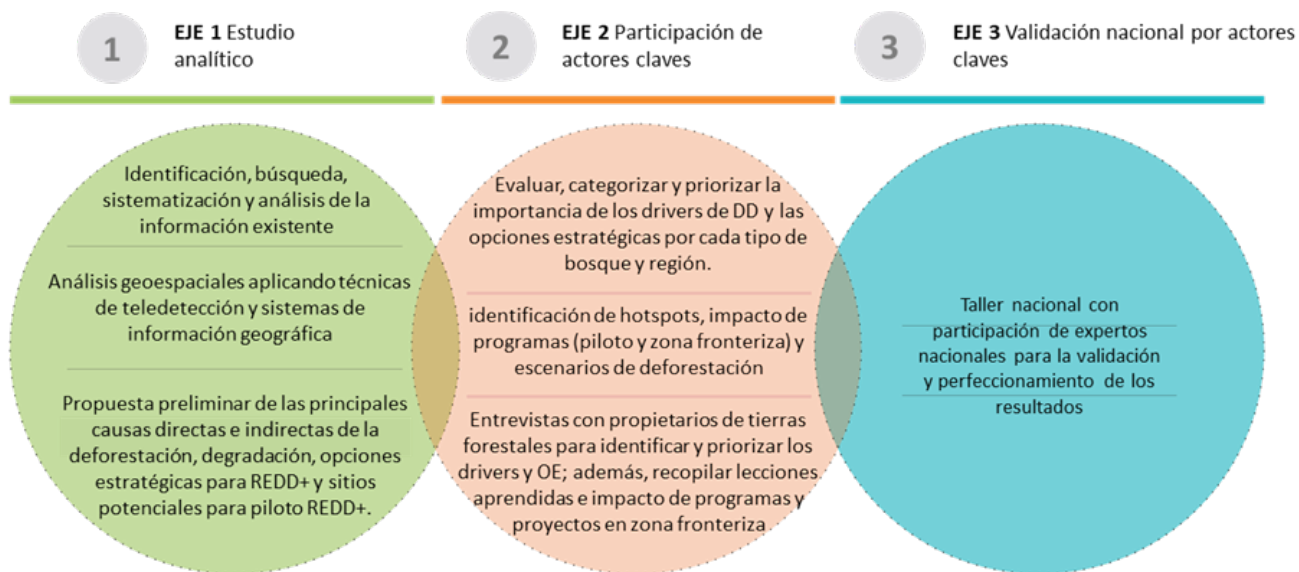 1
EJE 1 Estudio
analítico
2
EJE 2 Participación de
actores claves
3
EJE 3 Validación nacional por actores
claves
Identificación, búsqueda,
sistematización y análisis de la
información existente
Análisis geoespaciales aplicando técnicas
de teledetección y sistemas de
información geográfica
Propuesta preliminar de las principales
causas directas e indirectas de la
deforestación, degradación, opciones
estratégicas para REDD+ y sitios
potenciales para piloto REDD+.
Evaluar, categorizar y priorizar la
importancia de los drivers de DD y las
opciones estratégicas por cada tipo de
bosque y región.
identificación de hotspots, impacto de
programas (piloto y zona fronteriza) y
escenarios de deforestación
Entrevistas con propietarios de tierras
forestales para identificar y priorizar los
drivers y OE; además, recopilar lecciones
aprendidas e impacto de programas y
proyectos en zona fronteriza
Taller nacional con
participación de expertos
nacionales para la validación
y perfeccionamiento de los
resultados